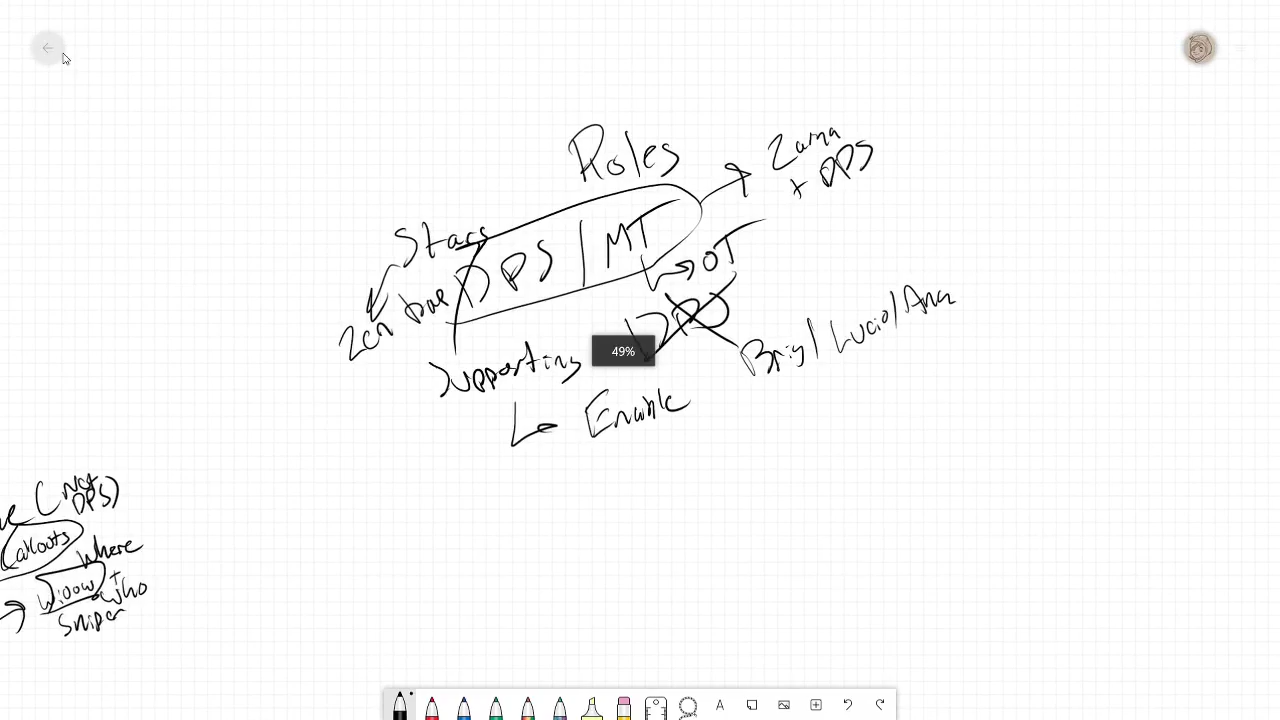 Roles
Zarya
+ DPS
Stars
DPS / MT
OT
Zen
Supporting
Brig / Lucio / Ana
Enable
49%
(Not
DPS)
Callouts
Where
+
Widow
Who
Sniper
A